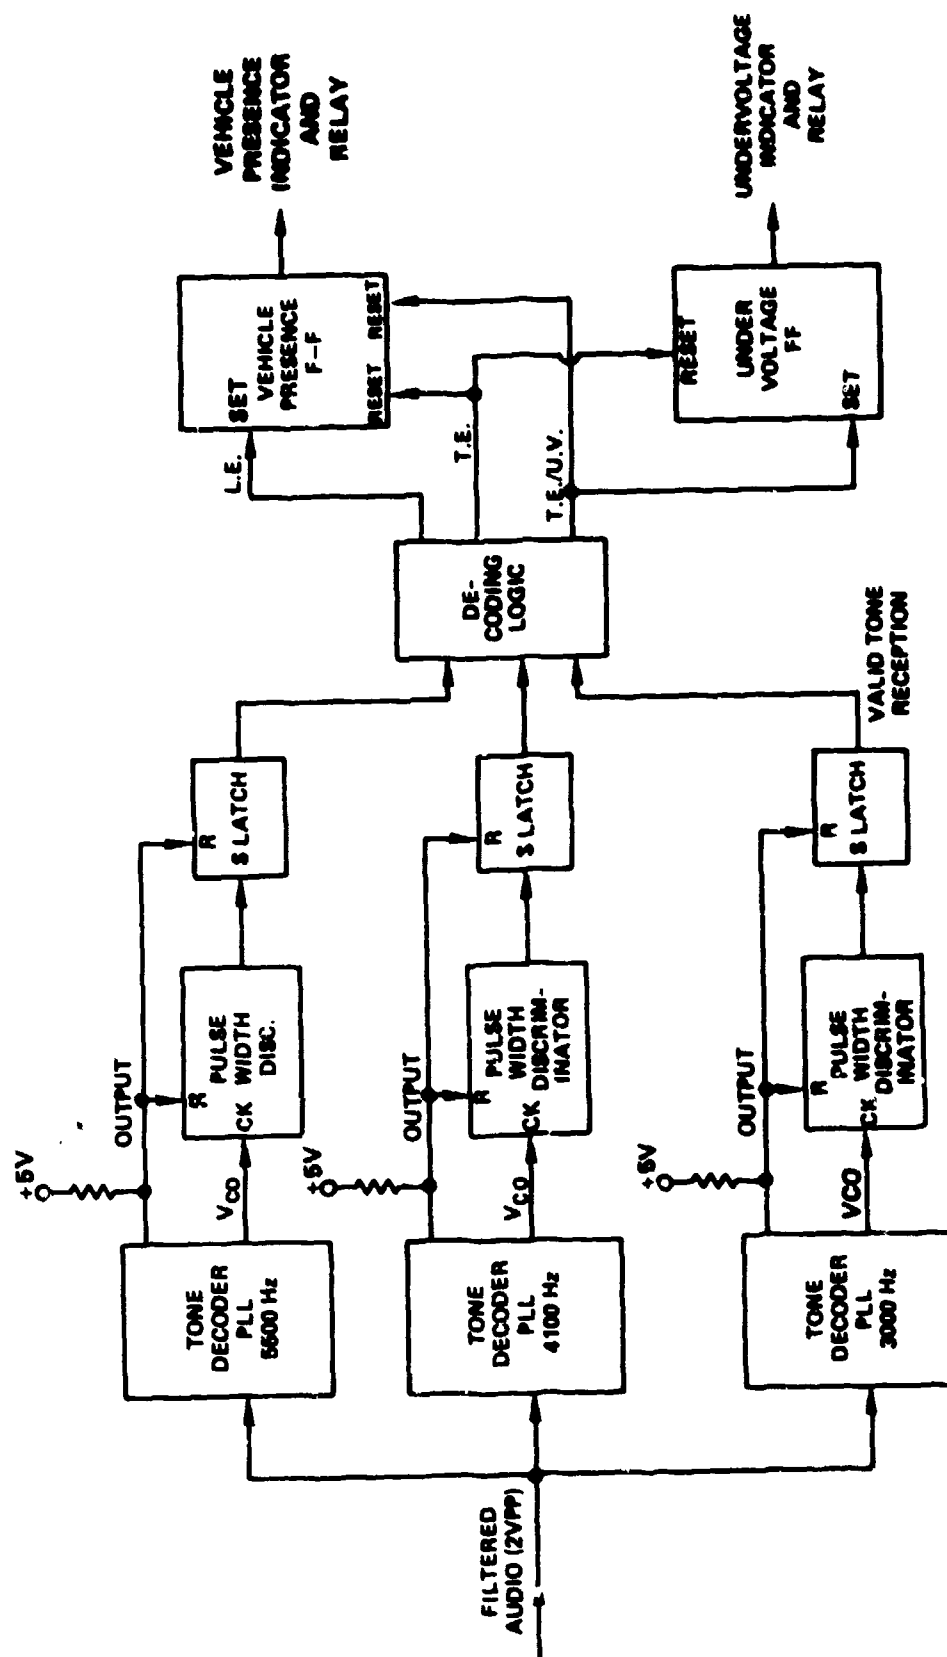 FILTERED
AUDIO (2VPP)
TONE
DECODER
PLL
5500 Hz
+5V
OUTPUT
VCO
R
PULSE
WIDTH
DISC.
CK
R
S LATCH
TONE
DECODER
PLL
4100 Hz
+5V
OUTPUT
VCO
R
PULSE
WIDTH
DISCRIM-
INATOR
CK
R
S LATCH
TONE
DECODER
PLL
3000 Hz
+5V
OUTPUT
VCO
R
PULSE
WIDTH
DISCRIM-
INATOR
CK
R
S LATCH
VALID TONE
RECEPTION
DE-
CODING
LOGIC
L.E.
T.E.
T.E./U.V.
SET
VEHICLE
PRESENCE
F-F
RESET RESET
VEHICLE
PRESENCE
INDICATOR
AND
RELAY
RESET
UNDER
VOLTAGE
FF
SET
UNDERVOLTAGE
INDICATOR
AND
RELAY